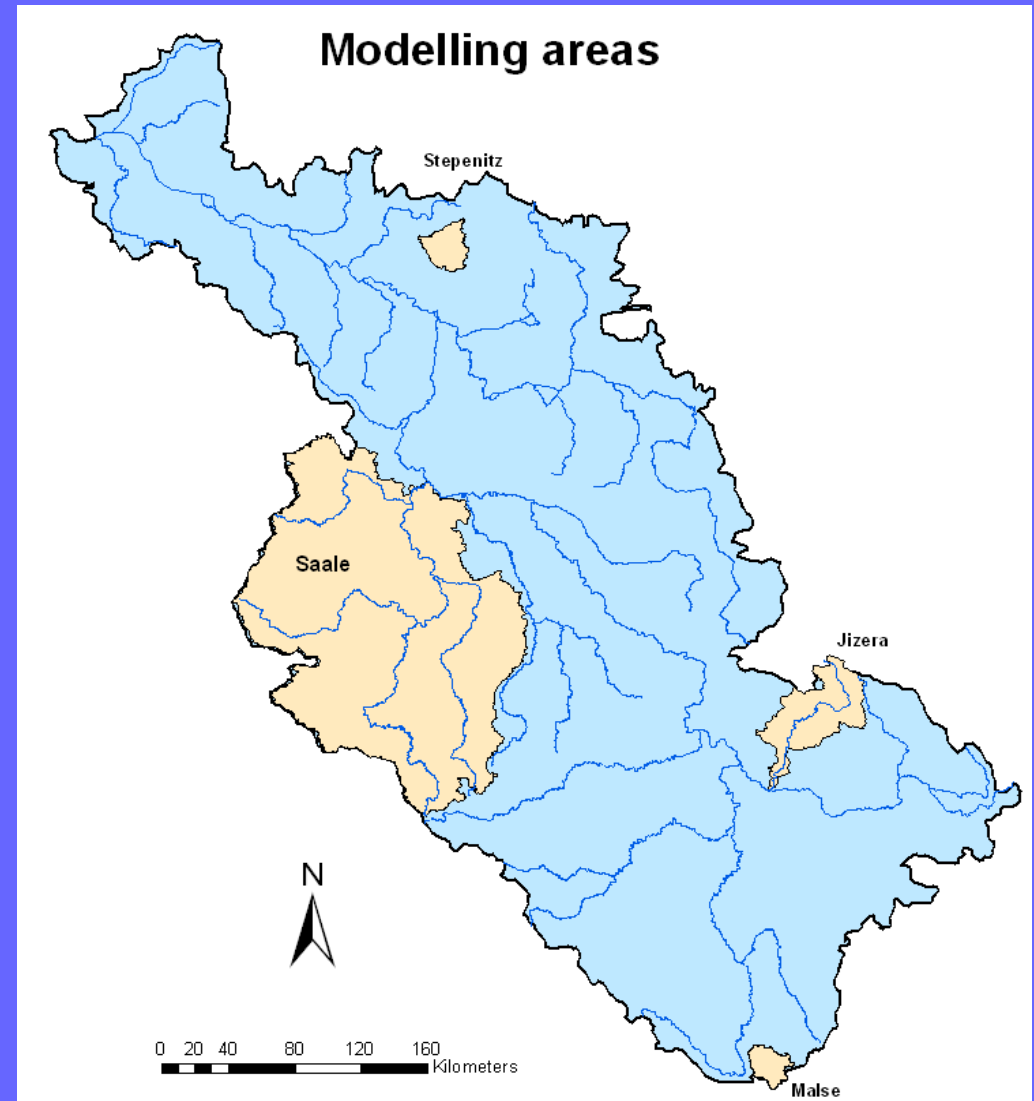 Modelling areas
Stepenitz
Saale
Jizera
N
0 20 40 80 120 160
Kilometers
Malse